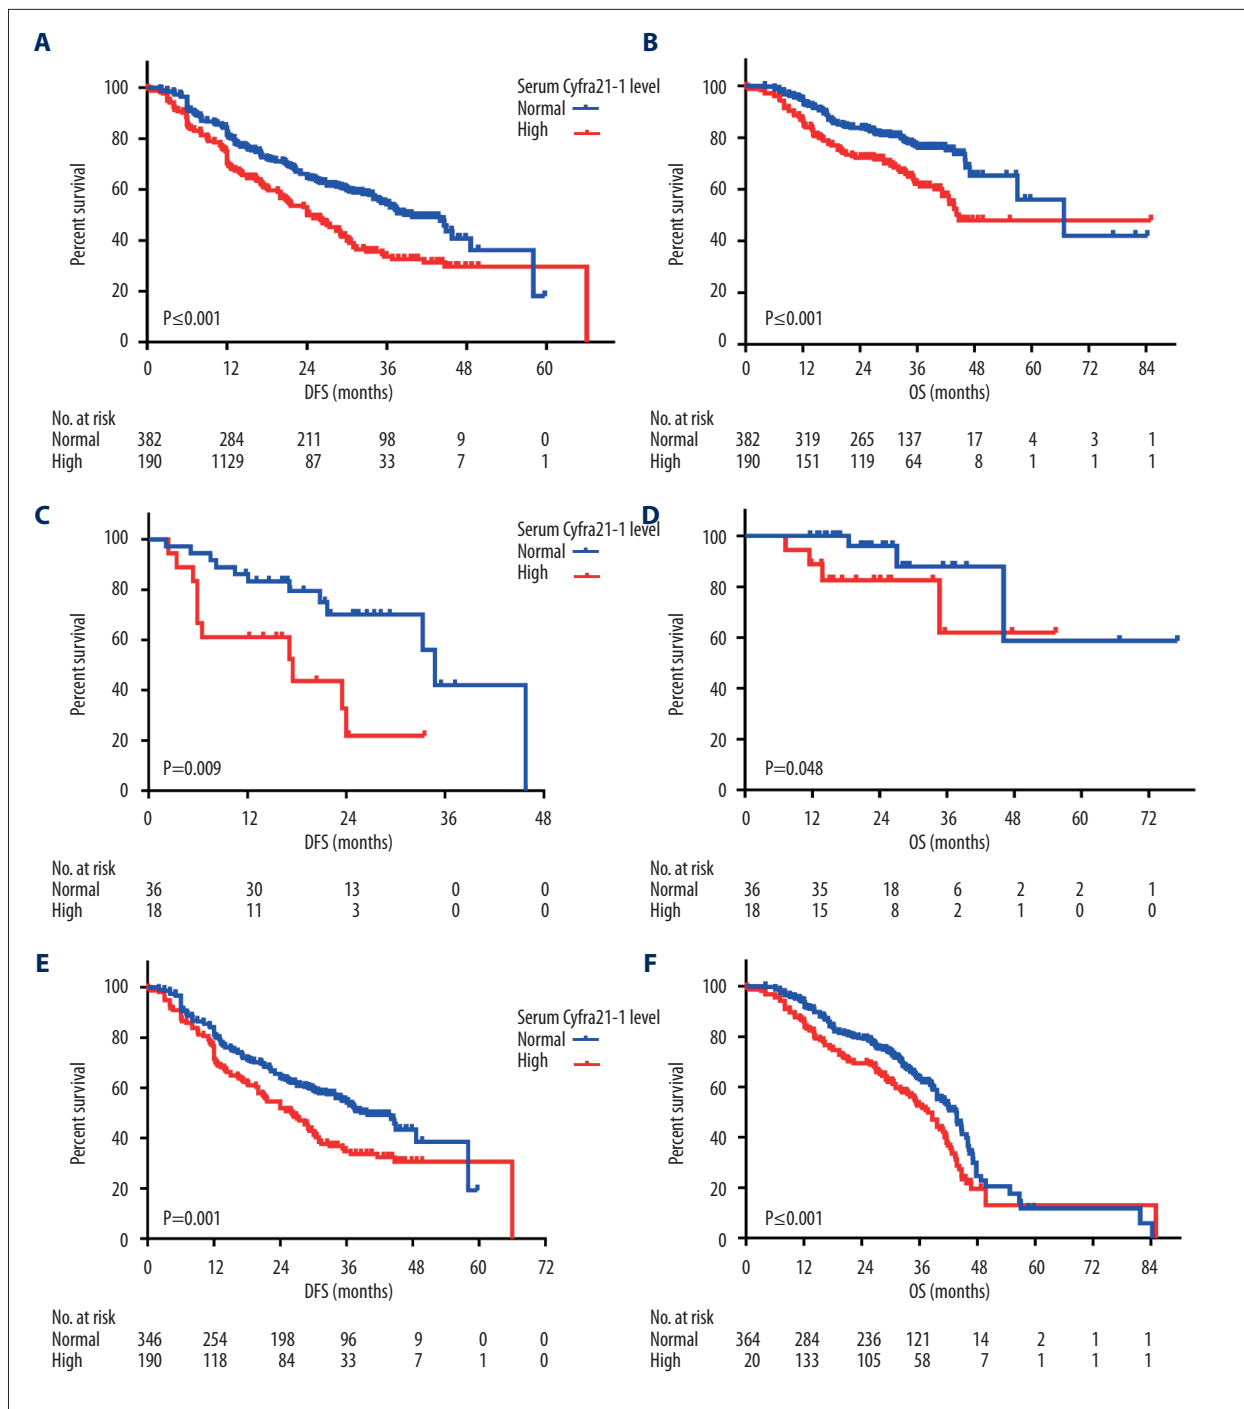 A
B
Serum Cyfra21-1 level
Normal
High
Percent survival
100
80
60
40
20
0
P≤0.001
0 12 24 36 48 60
DFS (months)
No. at risk
Normal 382 284 211 98 9 0
High 190 1129 87 33 7 1
Percent survival
100
80
60
40
20
0
P≤0.001
0 12 24 36 48 60 72 84
OS (months)
No. at risk
Normal 382 319 265 137 17 4 3 1
High 190 151 119 64 8 1 1 1
C
D
Serum Cyfra21-1 level
Normal
High
Percent survival
100
80
60
40
20
0
P=0.009
0 12 24 36 48
DFS (months)
No. at risk
Normal 36 30 13 0 0
High 18 11 3 0 0
Percent survival
100
80
60
40
20
0
P=0.048
0 12 24 36 48 60 72
OS (months)
No. at risk
Normal 36 35 18 6 2 2 1
High 18 15 8 2 1 0 0
E
F
Serum Cyfra21-1 level
Normal
High
Percent survival
100
80
60
40
20
0
P=0.001
0 12 24 36 48 60 72
DFS (months)
No. at risk
Normal 346 254 198 96 9 0 0
High 190 118 84 33 7 1 0
Percent survival
100
80
60
40
20
0
P≤0.001
0 12 24 36 48 60 72 84
OS (months)
No. at risk
Normal 364 284 236 121 14 2 1 1
High 20 133 105 58 7 1 1 1